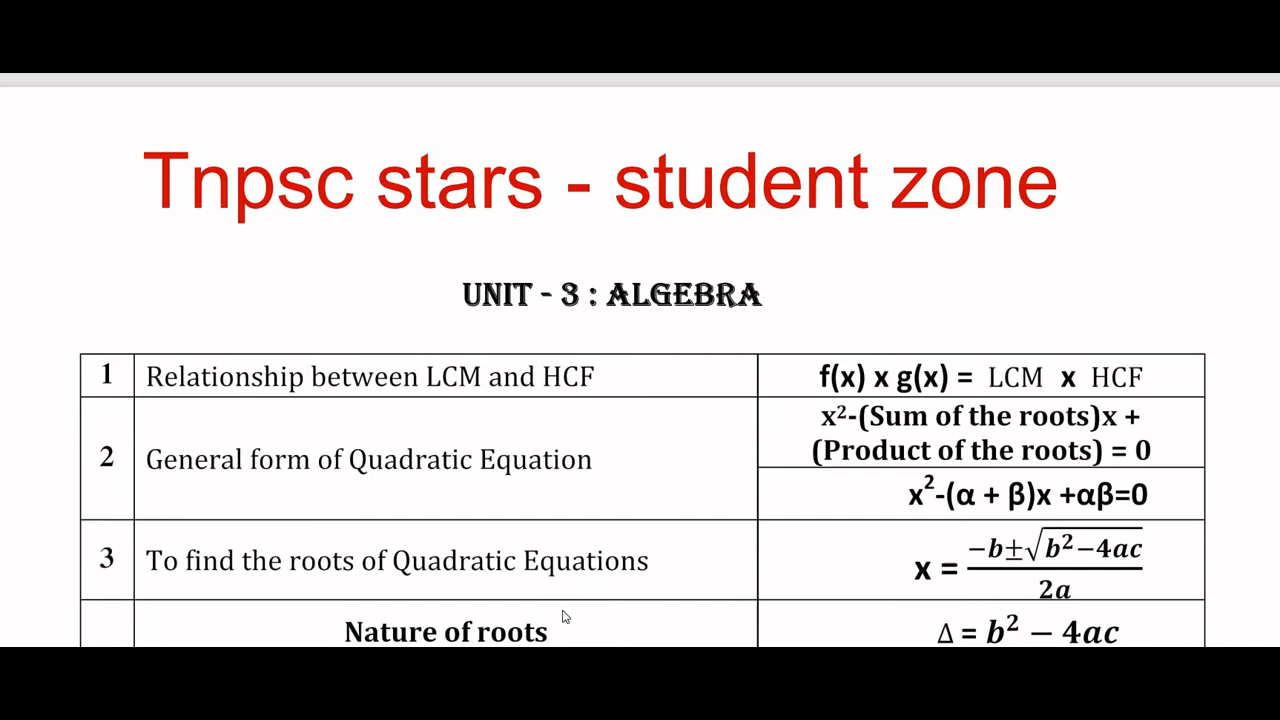 Tnpsc stars - student zone
UNIT - 3 : ALGEBRA
1 Relationship between LCM and HCF f(x) x g(x) = LCM x HCF
2 General form of Quadratic Equation x²-(Sum of the roots)x +
(Product of the roots) = 0
x²-(α + β)x +αβ=0
3 To find the roots of Quadratic Equations x = −b±√b²−4ac
2a
Nature of roots Δ = b² − 4ac